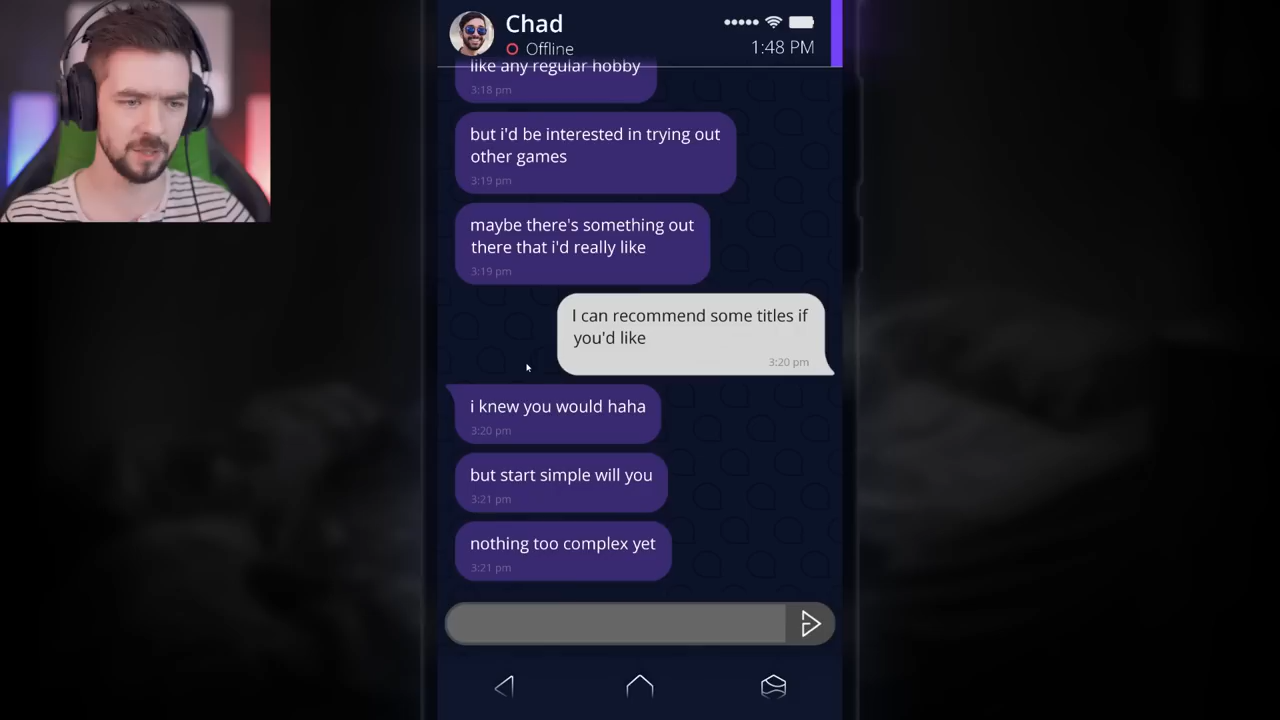 Chad
Offline
1:48 PM
like any regular hobby
3:18 pm
but i'd be interested in trying out
other games
3:19 pm
maybe there's something out
there that i'd really like
3:19 pm
I can recommend some titles if
you'd like
3:20 pm
i knew you would haha
3:20 pm
but start simple will you
3:21 pm
nothing too complex yet
3:21 pm